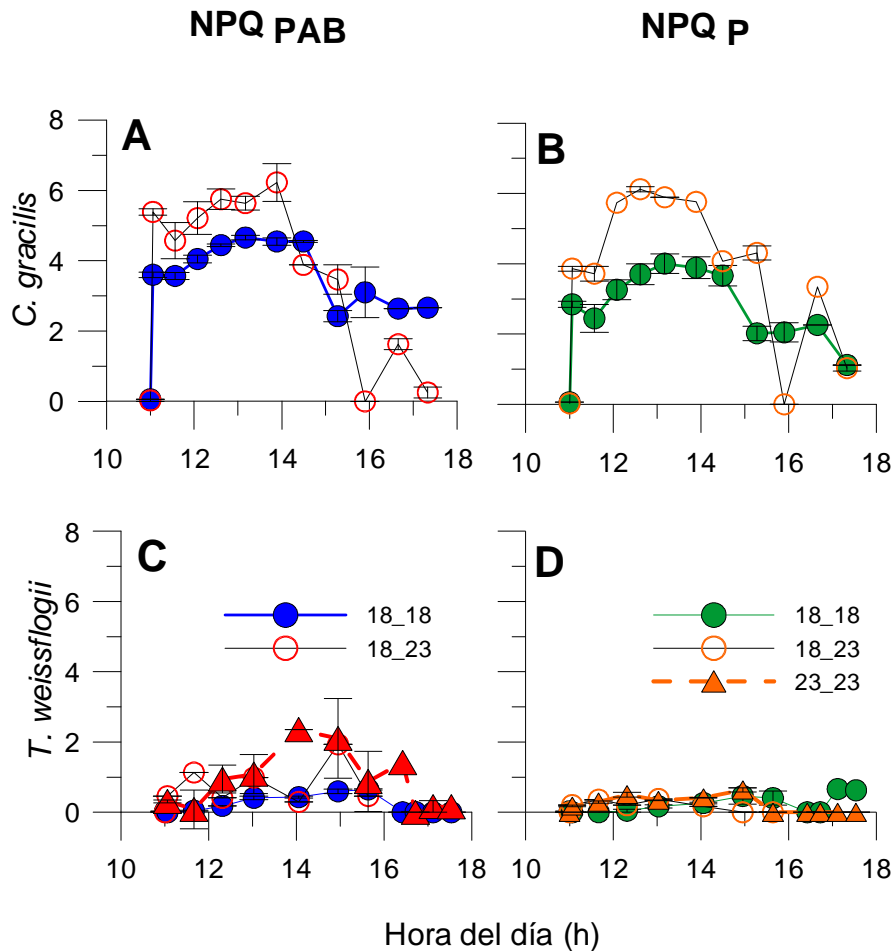 NPQ PAB NPQ P
A B
8
6
4
2
0
C. gracilis
10 12 14 16 18 10 12 14 16 18
C D
8
6
4
2
0
T. weissflogii
18_18 18_18
18_23 18_23
23_23
10 12 14 16 18 10 12 14 16 18
Hora del día (h)